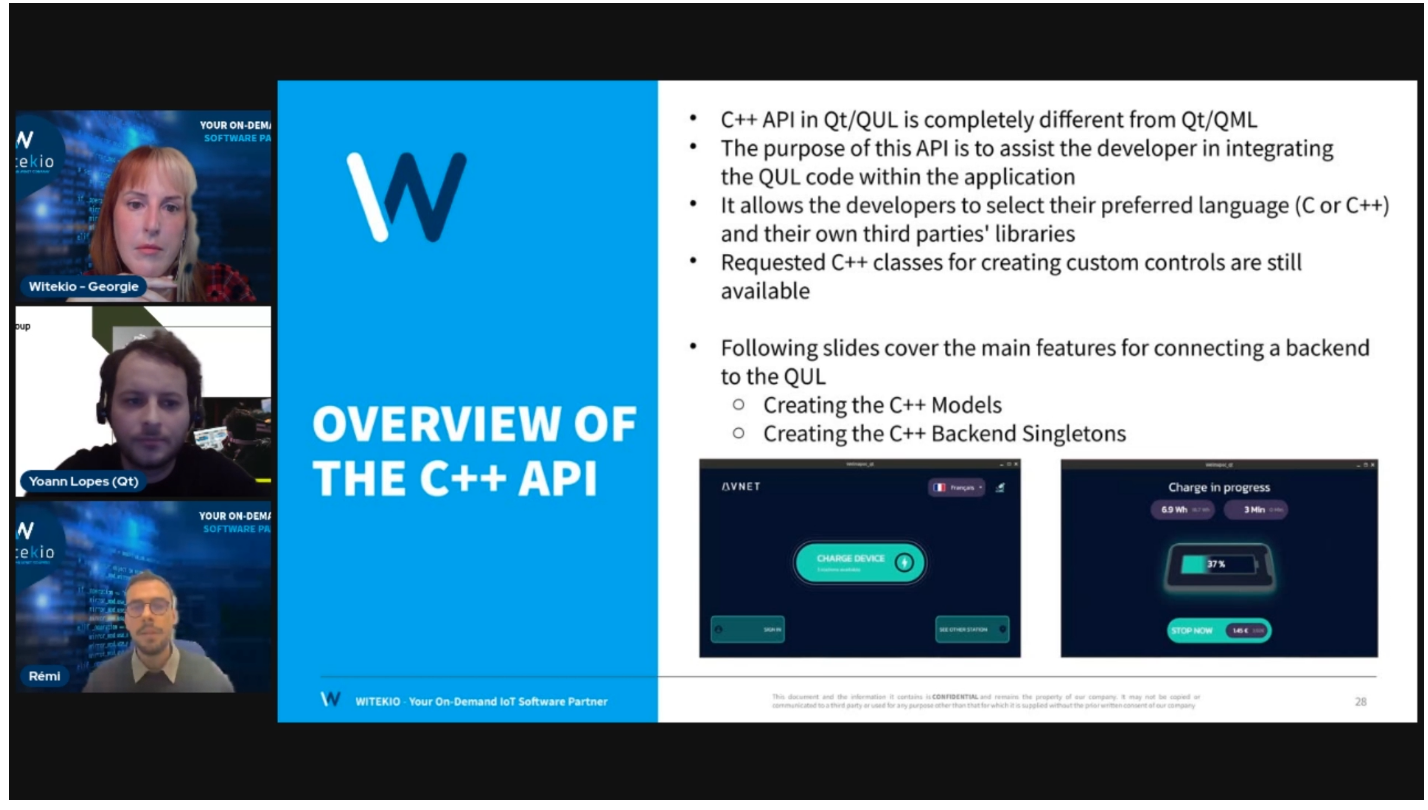 YOUR ON-DEMA
SOFTWARE PA
W
tekio
Witekio – Georgie
oup
Yoann Lopes (Qt)
YOUR ON-DEMA
SOFTWARE PA
W
tekio
Rémi
W
OVERVIEW OF
THE C++ API
• C++ API in Qt/QUL is completely different from Qt/QML
• The purpose of this API is to assist the developer in integrating
the QUL code within the application
• It allows the developers to select their preferred language (C or C++)
and their own third parties' libraries
• Requested C++ classes for creating custom controls are still
available
• Following slides cover the main features for connecting a backend
to the QUL
○ Creating the C++ Models
○ Creating the C++ Backend Singletons
AVNET
Français
CHARGE DEVICE
SIGN IN
SEE OTHER STATION
Charge in progress
6.9 Wh
3 Min
37 %
STOP NOW
1.45 €
W WITEKIO - Your On-Demand IoT Software Partner
This document and the information it contains is CONFIDENTIAL and remains the property of our company. It may not be copied or
communicated to a third party or used for any purpose other than that for which it is supplied without the prior written consent of our company
28